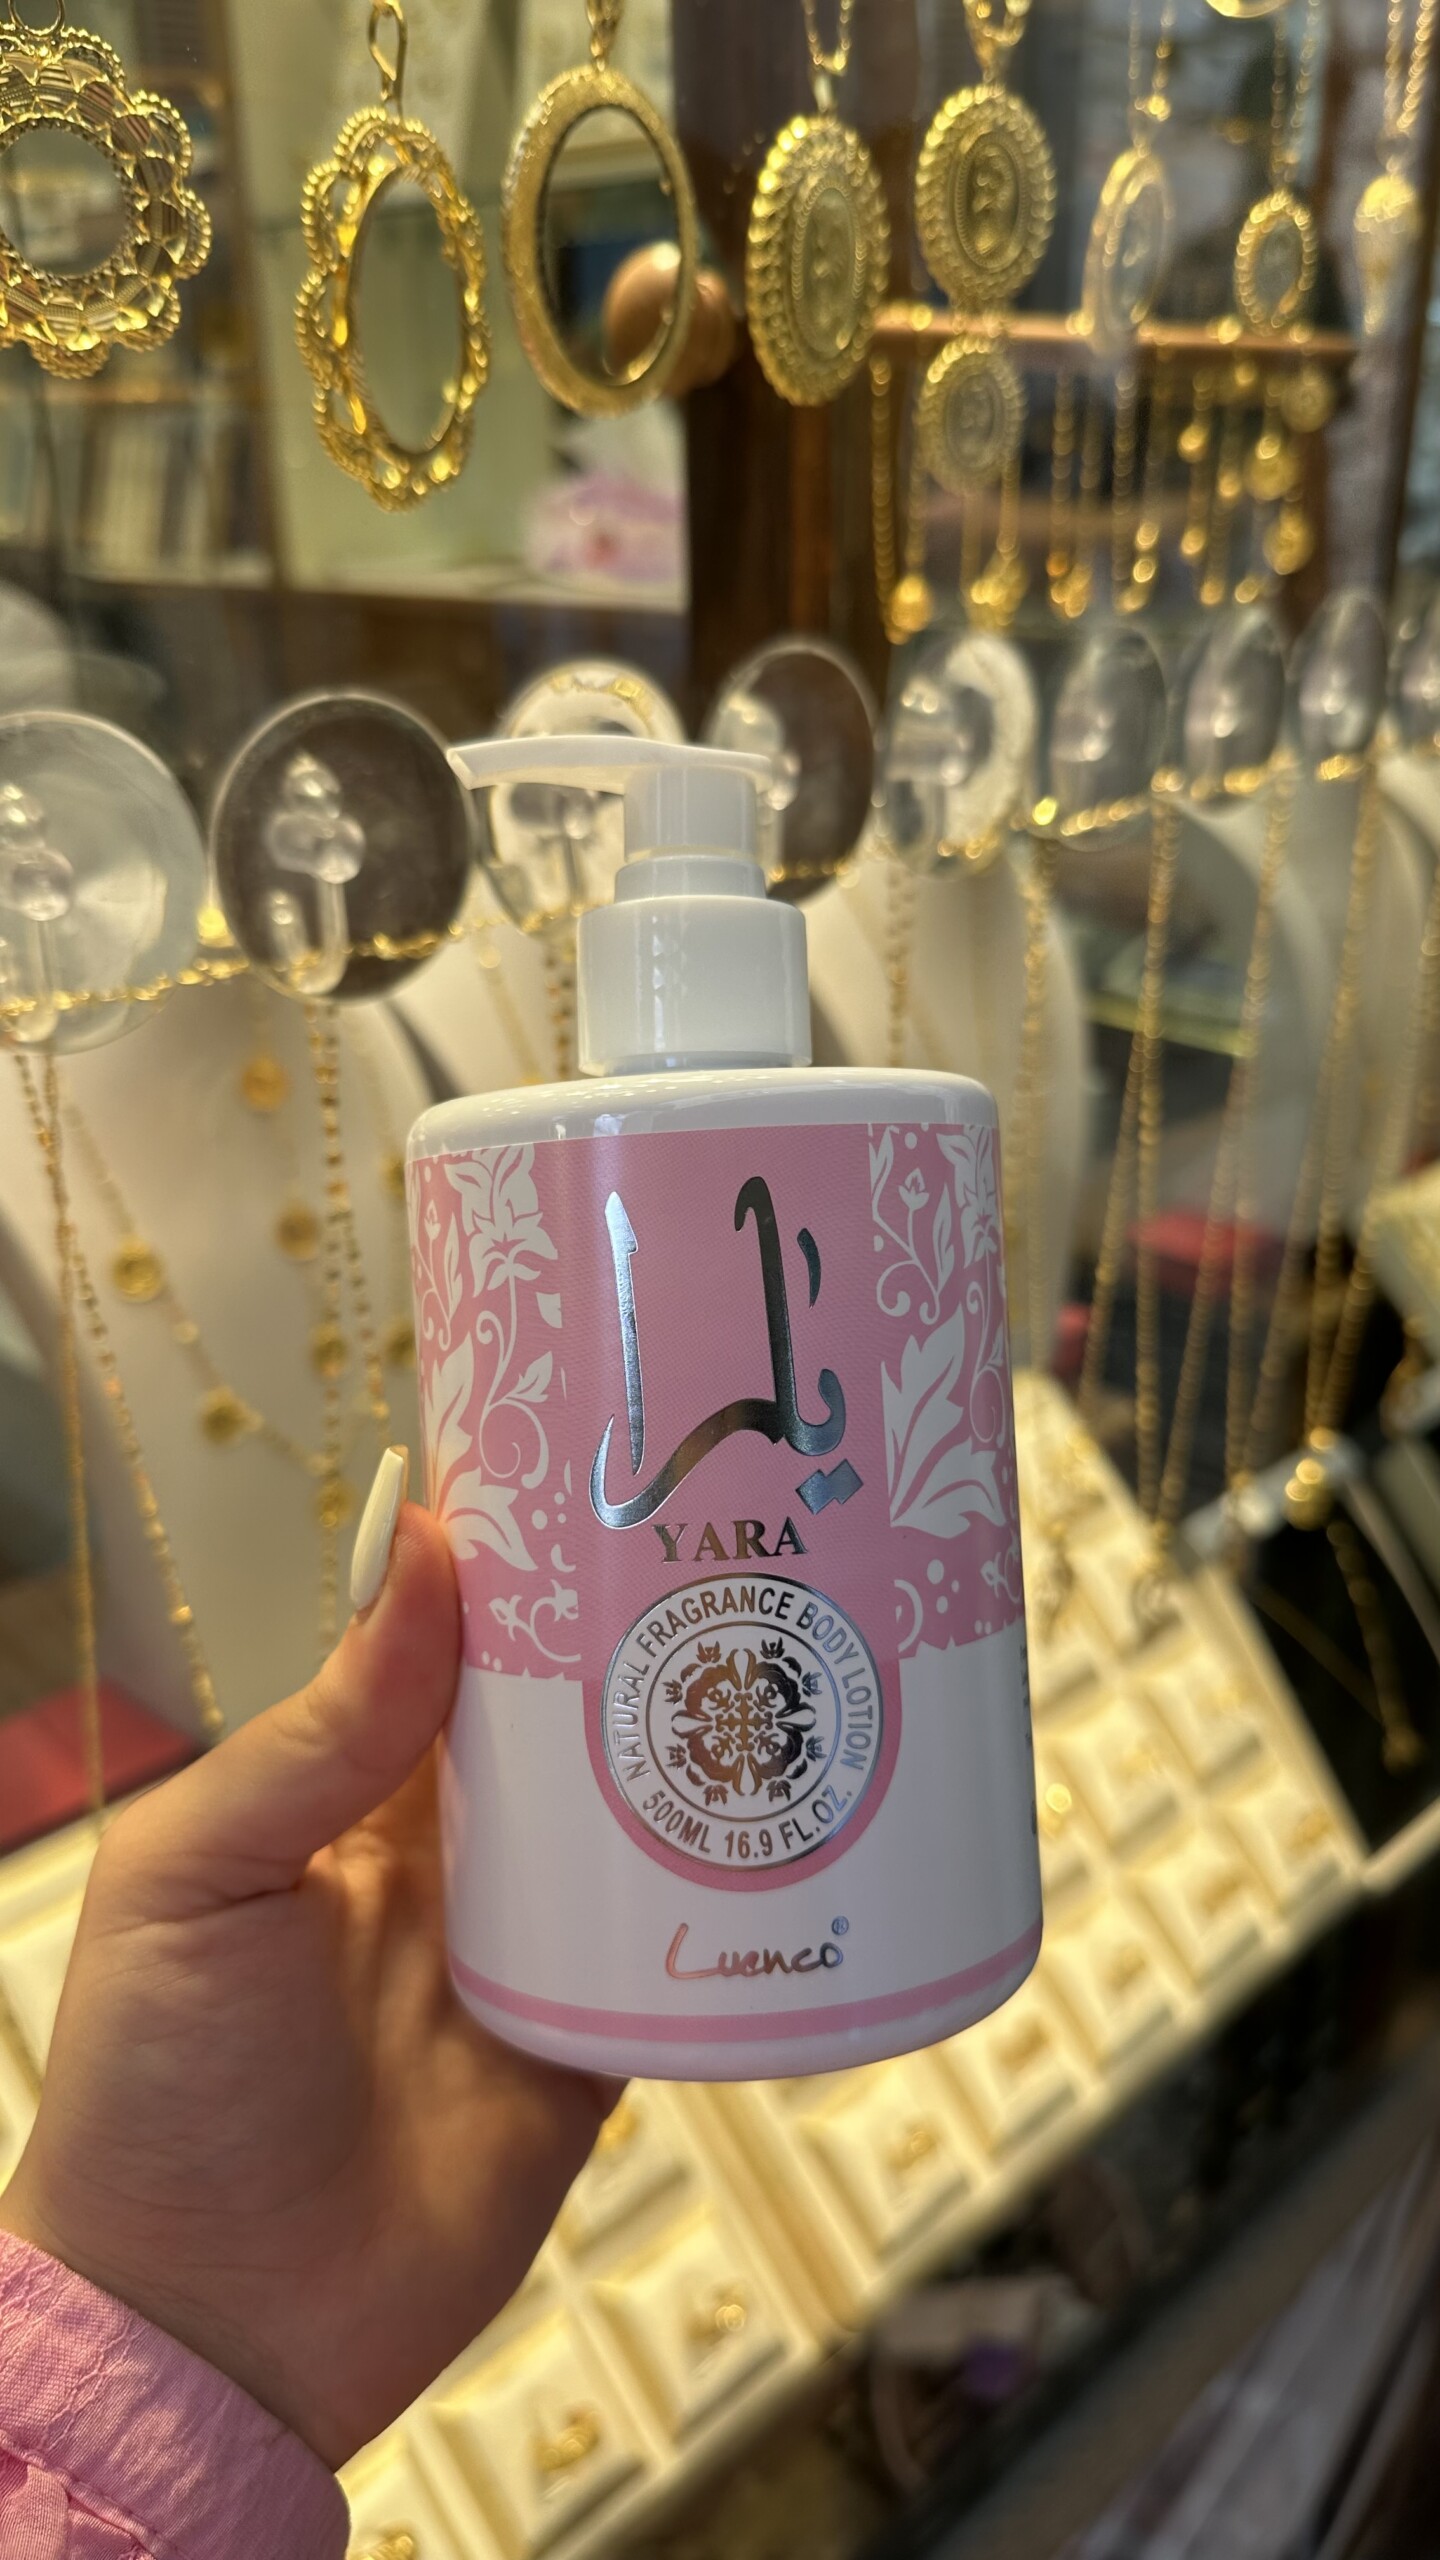 يارا
YARA
NATURAL FRAGRANCE BODY LOTION
500ML 16.9 FL.OZ.
Luenco®